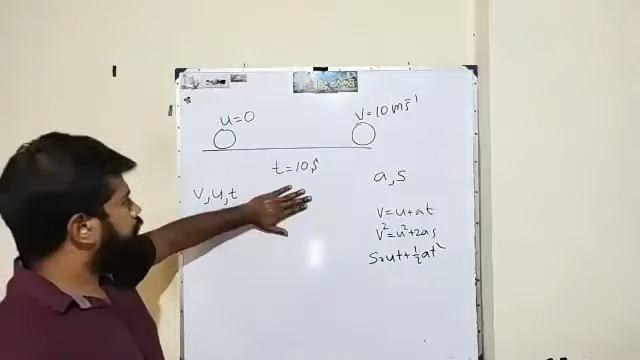 u=0
v=10ms⁻¹
t=10s
v,u,t
a,s
v=u+at
v²=u²+2as
s=ut+½at²